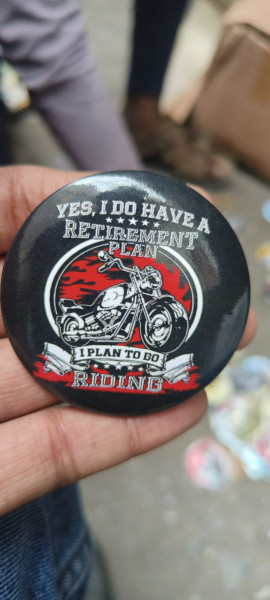 YES, I DO HAVE A
RETIREMENT
PLAN
I PLAN TO GO
RIDING